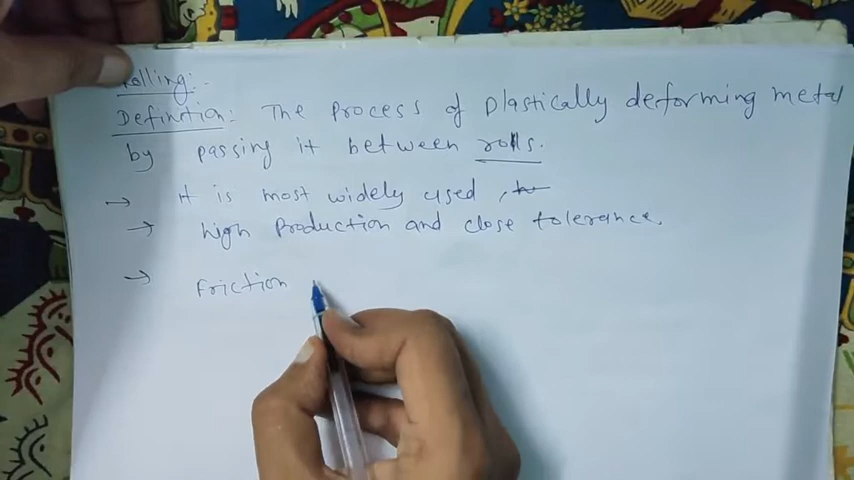 Rolling:-
Definition: The Process of Plastically deforming metal
by passing it between rolls.
→ it is most widely used,
→ high Production and close tolerance.
→ Friction